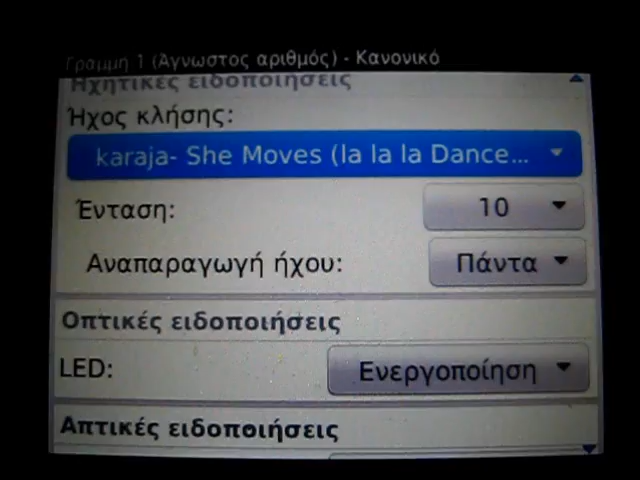 Γραμμή 1 (Άγνωστος αριθμός) - Κανονικό
Ηχητικές ειδοποιήσεις
Ήχος κλήσης:
karaja- She Moves (la la la Dance...
Ένταση: 10
Αναπαραγωγή ήχου: Πάντα
Οπτικές ειδοποιήσεις
LED: Ενεργοποίηση
Απτικές ειδοποιήσεις